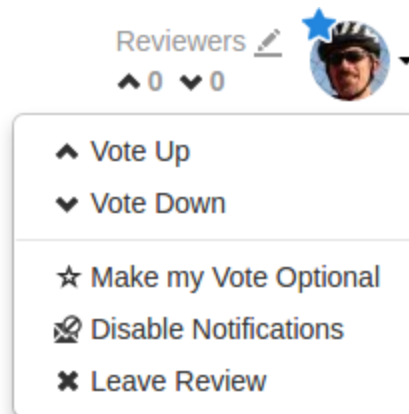 Reviewers
0 0
Vote Up
Vote Down
Make my Vote Optional
Disable Notifications
Leave Review